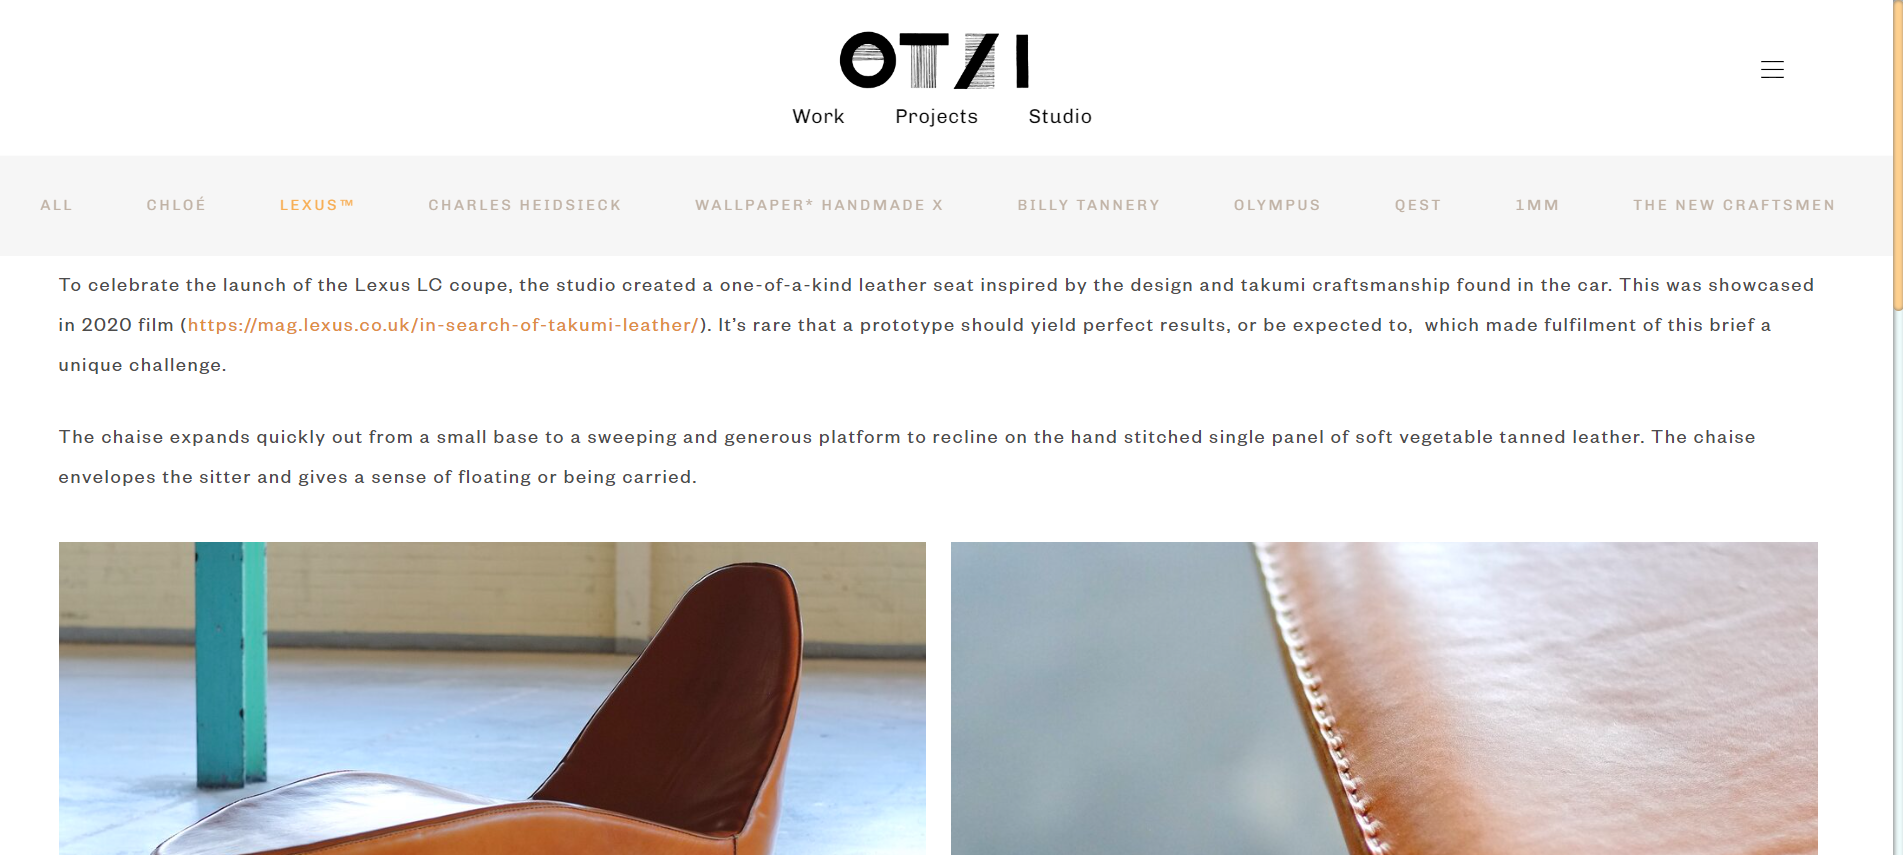 OTZI
Work Projects Studio
ALL CHLOÉ LEXUS™ CHARLES HEIDSIECK WALLPAPER* HANDMADE X BILLY TANNERY OLYMPUS QEST 1MM THE NEW CRAFTSMEN
To celebrate the launch of the Lexus LC coupe, the studio created a one-of-a-kind leather seat inspired by the design and takumi craftsmanship found in the car. This was showcased
in 2020 film (https://mag.lexus.co.uk/in-search-of-takumi-leather/). It’s rare that a prototype should yield perfect results, or be expected to,  which made fulfilment of this brief a
unique challenge.
The chaise expands quickly out from a small base to a sweeping and generous platform to recline on the hand stitched single panel of soft vegetable tanned leather. The chaise
envelopes the sitter and gives a sense of floating or being carried.